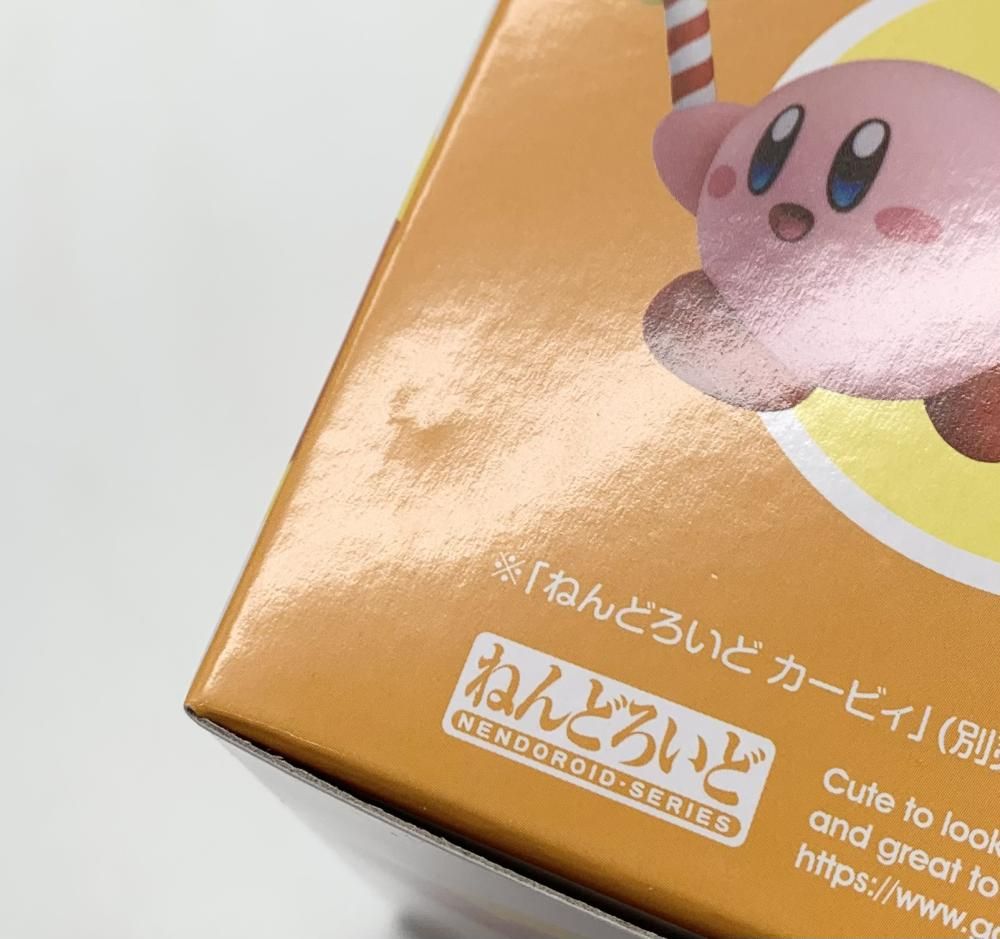 ※「ねんどろいど カービィ」(別
ねんどろいど
NENDOROID·SERIES
Cute to look
and great to
https://www.g